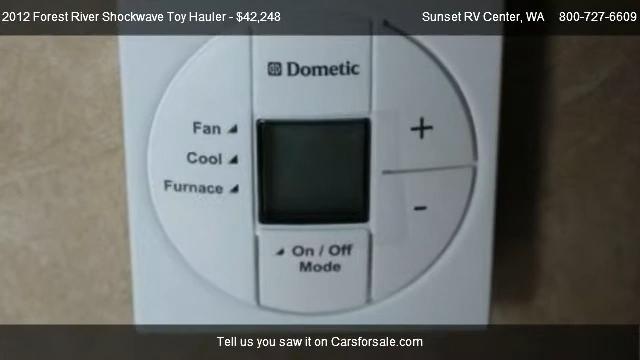 2012 Forest River Shockwave Toy Hauler - $42,248 Sunset RV Center, WA 800-727-6609
Dometic
Fan
Cool
Furnace
+
-
On / Off
Mode
Tell us you saw it on Carsforsale.com